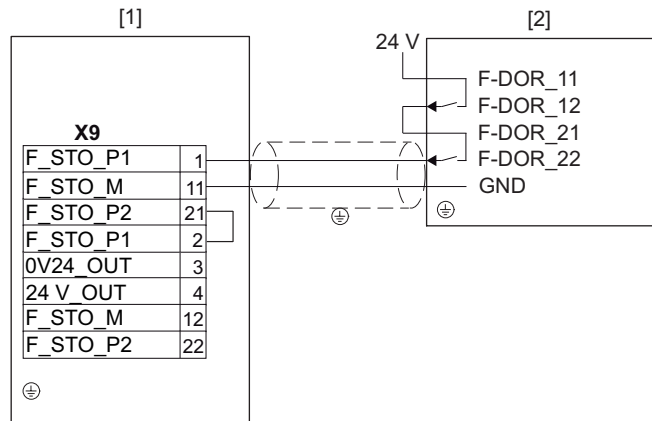 [1]
[2]
24 V
F-DOR_11
F-DOR_12
F-DOR_21
F-DOR_22
GND
X9
F_STO_P1 1
F_STO_M 11
F_STO_P2 21
F_STO_P1 2
0V24_OUT 3
24 V_OUT 4
F_STO_M 12
F_STO_P2 22